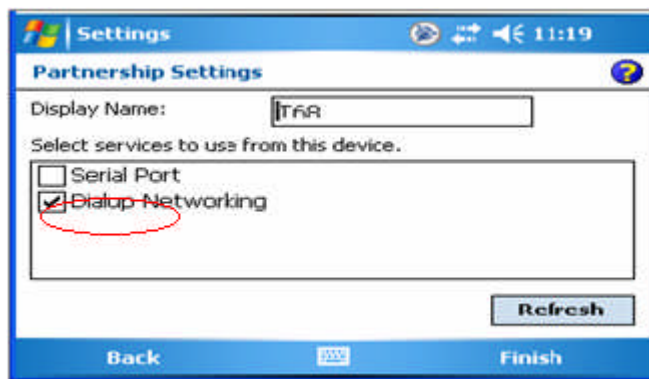 Settings 11:19
Partnership Settings
Display Name: T68
Select services to use from this device.
Serial Port
Dialup Networking
Refresh
Back Finish